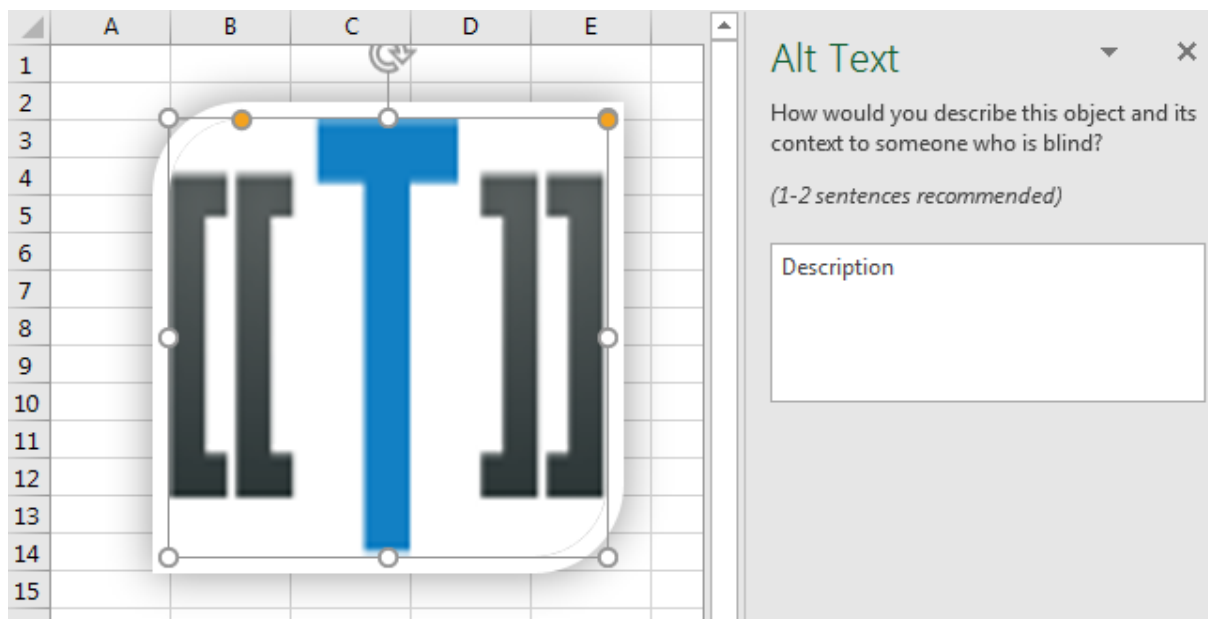 A B C D E
1
2
3
4
5
6
7
8
9
10
11
12
13
14
15
[[ T ]]
Alt Text
How would you describe this object and its
context to someone who is blind?
(1-2 sentences recommended)
Description